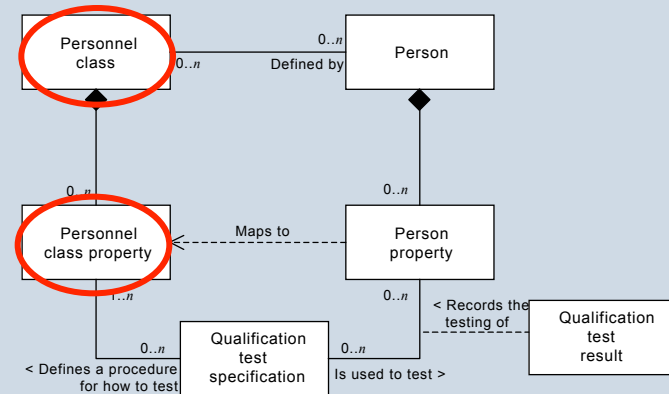 Personnel
class
0..n
0..n
Defined by
Person
0..n
0..n
Personnel
class property
Maps to
Person
property
1..n
0..n
< Records the
testing of
Qualification
test
result
0..n
Qualification
test
specification
0..n
< Defines a procedure
for how to test
Is used to test >